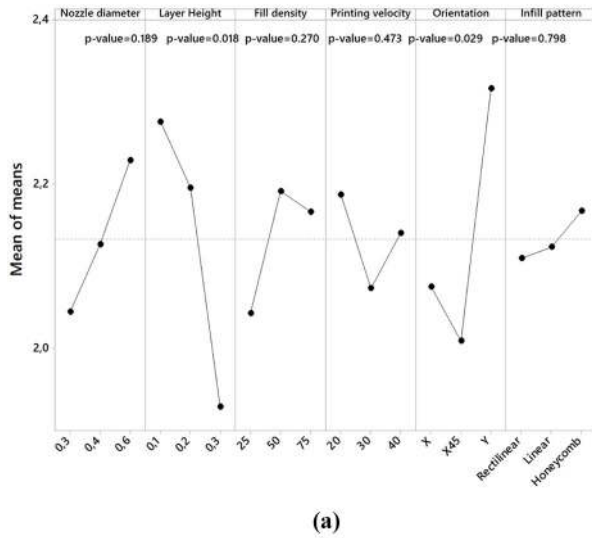 Nozzle diameter Layer Height Fill density Printing velocity Orientation Infill pattern
p-value=0.189 p-value=0.018 p-value=0.270 p-value=0.473 p-value=0.029 p-value=0.798
2,4
2,2
2,0
Mean of means
0,3 0,4 0,6 0,1 0,2 0,3 25 50 75 20 30 40 X X45 Y Rectilinear Linear Honeycomb
(a)